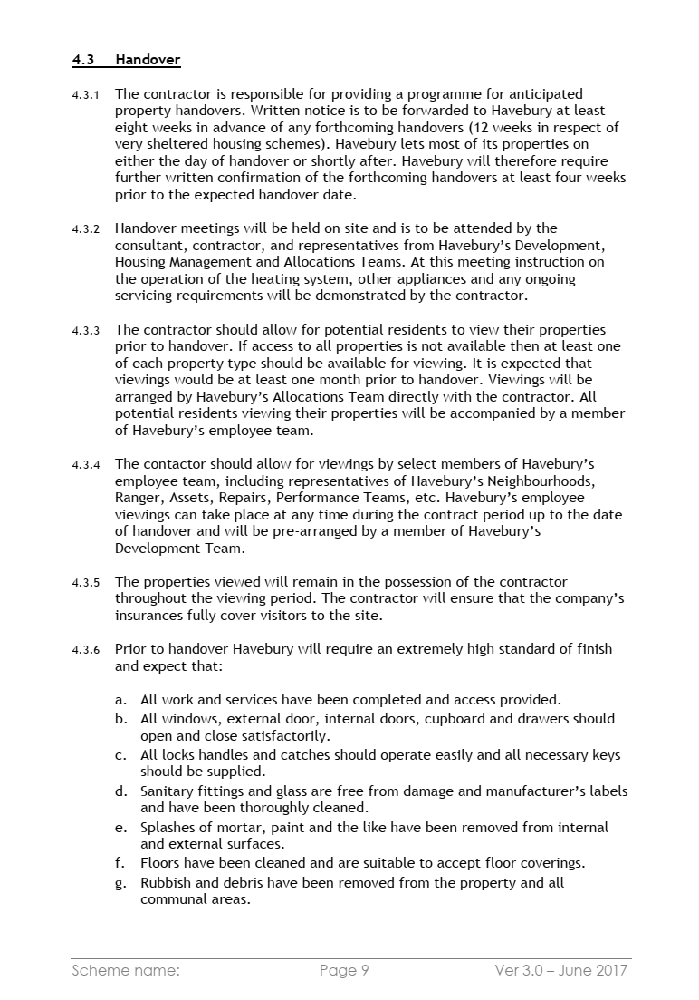 4.3 Handover
4.3.1 The contractor is responsible for providing a programme for anticipated
property handovers. Written notice is to be forwarded to Havebury at least
eight weeks in advance of any forthcoming handovers (12 weeks in respect of
very sheltered housing schemes). Havebury lets most of its properties on
either the day of handover or shortly after. Havebury will therefore require
further written confirmation of the forthcoming handovers at least four weeks
prior to the expected handover date.
4.3.2 Handover meetings will be held on site and is to be attended by the
consultant, contractor, and representatives from Havebury's Development,
Housing Management and Allocations Teams. At this meeting instruction on
the operation of the heating system, other appliances and any ongoing
servicing requirements will be demonstrated by the contractor.
4.3.3 The contractor should allow for potential residents to view their properties
prior to handover. If access to all properties is not available then at least one
of each property type should be available for viewing. It is expected that
viewings would be at least one month prior to handover. Viewings will be
arranged by Havebury's Allocations Team directly with the contractor. All
potential residents viewing their properties will be accompanied by a member
of Havebury's employee team.
4.3.4 The contactor should allow for viewings by select members of Havebury's
employee team, including representatives of Havebury's Neighbourhoods,
Ranger, Assets, Repairs, Performance Teams, etc. Havebury's employee
viewings can take place at any time during the contract period up to the date
of handover and will be pre-arranged by a member of Havebury's
Development Team.
4.3.5 The properties viewed will remain in the possession of the contractor
throughout the viewing period. The contractor will ensure that the company's
insurances fully cover visitors to the site.
4.3.6 Prior to handover Havebury will require an extremely high standard of finish
and expect that:
a. All work and services have been completed and access provided.
b. All windows, external door, internal doors, cupboard and drawers should
open and close satisfactorily.
c. All locks handles and catches should operate easily and all necessary keys
should be supplied.
d. Sanitary fittings and glass are free from damage and manufacturer's labels
and have been thoroughly cleaned.
e. Splashes of mortar, paint and the like have been removed from internal
and external surfaces.
f. Floors have been cleaned and are suitable to accept floor coverings.
g. Rubbish and debris have been removed from the property and all
communal areas.
Scheme name: Page 9 Ver 3.0 – June 2017